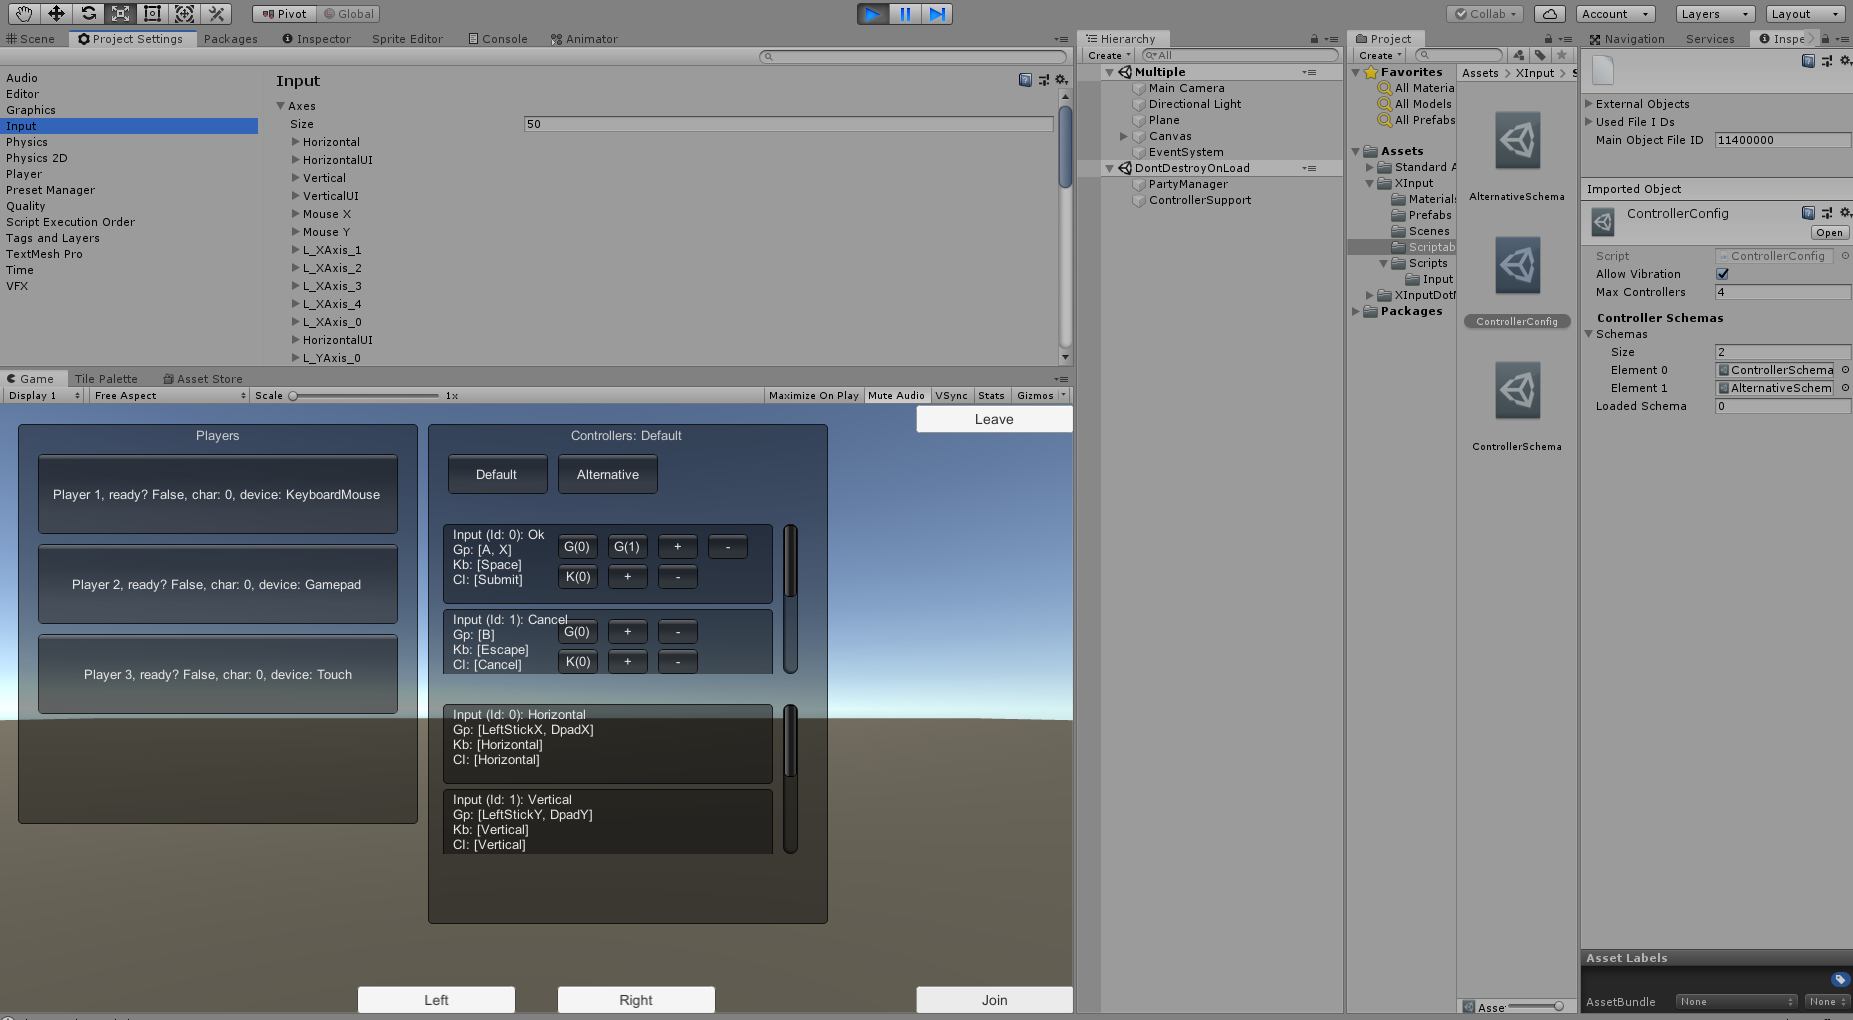 Pivot
Global
Collab
Account
Layers
Layout
Scene
Project Settings
Packages
Inspector
Sprite Editor
Console
Animator
Audio
Editor
Graphics
Input
Physics
Physics 2D
Player
Preset Manager
Quality
Script Execution Order
Tags and Layers
TextMesh Pro
Time
VFX
Input
Axes
Size 50
Horizontal
HorizontalUI
Vertical
VerticalUI
Mouse X
Mouse Y
L_XAxis_1
L_XAxis_2
L_XAxis_3
L_XAxis_4
L_XAxis_0
HorizontalUI
L_YAxis_0
Game
Tile Palette
Asset Store
Display 1
Free Aspect
Scale
1x
Maximize On Play
Mute Audio
VSync
Stats
Gizmos
Leave
Players
Player 1, ready? False, char: 0, device: KeyboardMouse
Player 2, ready? False, char: 0, device: Gamepad
Player 3, ready? False, char: 0, device: Touch
Controllers: Default
Default
Alternative
Input (Id: 0): Ok
Gp: [A, X]
Kb: [Space]
CI: [Submit]
G(0) G(1) + -
K(0) + -
Input (Id: 1): Cancel
Gp: [B]
Kb: [Escape]
CI: [Cancel]
G(0) + -
K(0) + -
Input (Id: 0): Horizontal
Gp: [LeftStickX, DpadX]
Kb: [Horizontal]
CI: [Horizontal]
Input (Id: 1): Vertical
Gp: [LeftStickY, DpadY]
Kb: [Vertical]
CI: [Vertical]
Left
Right
Join
Hierarchy
Create
All
Multiple
Main Camera
Directional Light
Plane
Canvas
EventSystem
DontDestroyOnLoad
PartyManager
ControllerSupport
Project
Create
Favorites
All Materia
All Models
All Prefabs
Assets
Standard A
XInput
Materials
Prefabs
Scenes
Scriptab
Scripts
Input
XInputDotN
Packages
Assets > XInput > S
AlternativeSchema
ControllerConfig
ControllerSchema
Asse
Navigation
Services
Inspe
External Objects
Used File I Ds
Main Object File ID 11400000
Imported Object
ControllerConfig
Open
Script ControllerConfig
Allow Vibration
Max Controllers 4
Controller Schemas
Schemas
Size 2
Element 0 ControllerSchema
Element 1 AlternativeSchem
Loaded Schema 0
Asset Labels
AssetBundle None None